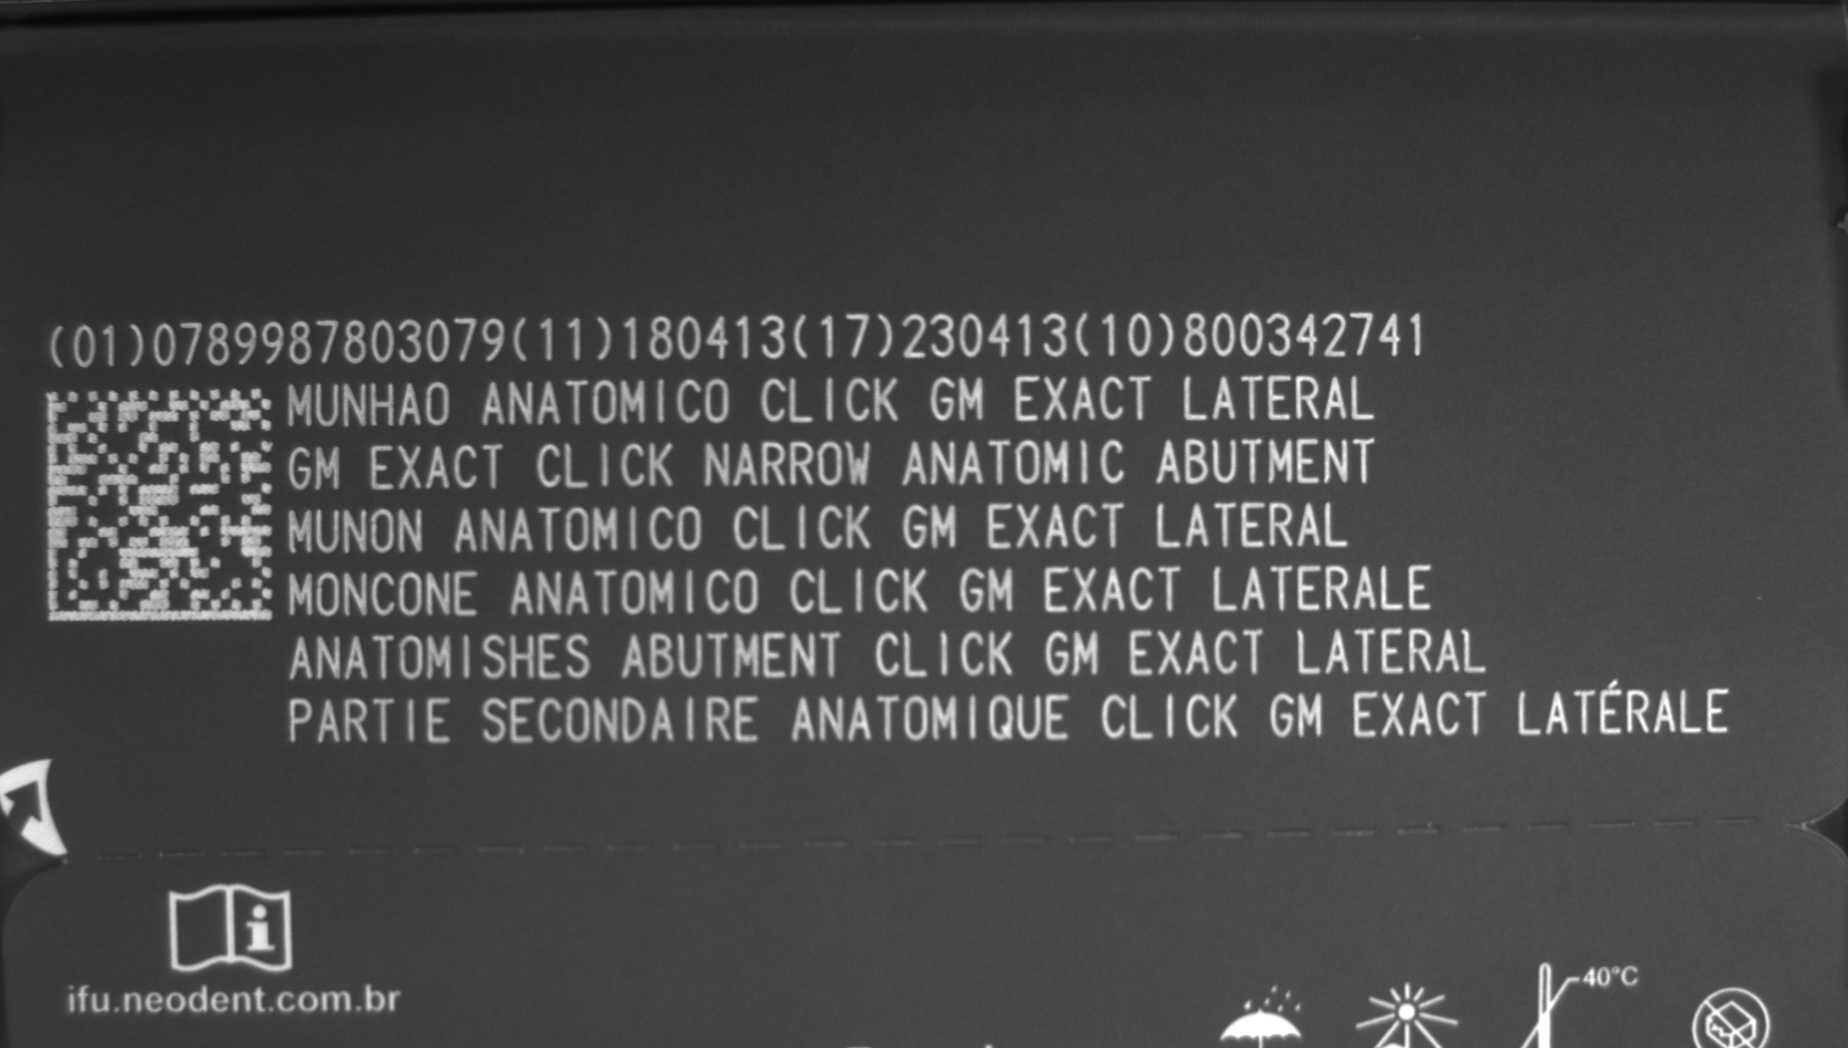 (01)0789987803079(11)180413(17)230413(10)800342741
MUNHAO ANATOMICO CLICK GM EXACT LATERAL
GM EXACT CLICK NARROW ANATOMIC ABUTMENT
MUNON ANATOMICO CLICK GM EXACT LATERAL
MONCONE ANATOMICO CLICK GM EXACT LATERALE
ANATOMISHES ABUTMENT CLICK GM EXACT LATERAL
PARTIE SECONDAIRE ANATOMIQUE CLICK GM EXACT LATÉRALE
ifu.neodent.com.br
40°C